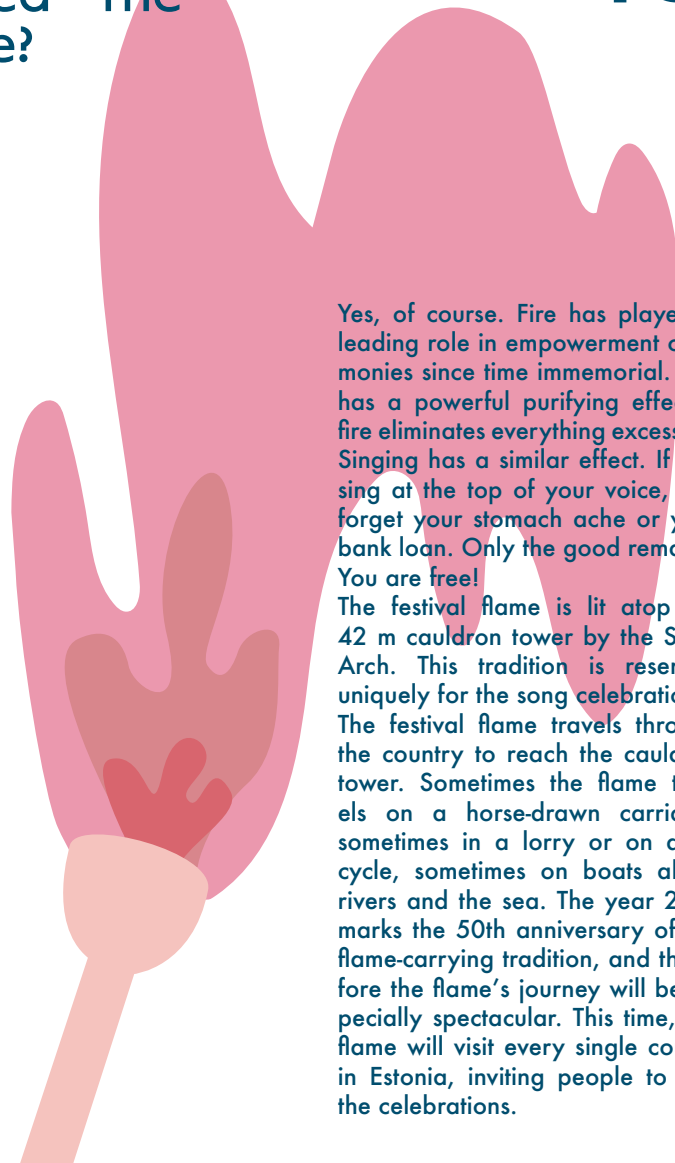 me
e?
Yes, of course. Fire has playe
leading role in empowerment
monies since time immemorial.
has a powerful purifying effe
fire eliminates everything excess
Singing has a similar effect. If
sing at the top of your voice,
forget your stomach ache or y
bank loan. Only the good rema
You are free!
The festival flame is lit atop
42 m cauldron tower by the S
Arch. This tradition is reser
uniquely for the song celebratio
The festival flame travels thro
the country to reach the cauld
tower. Sometimes the flame t
els on a horse-drawn carria
sometimes in a lorry or on a
cycle, sometimes on boats al
rivers and the sea. The year 2
marks the 50th anniversary of
flame-carrying tradition, and th
fore the flame’s journey will be
pecially spectacular. This time,
flame will visit every single co
in Estonia, inviting people to
the celebrations.